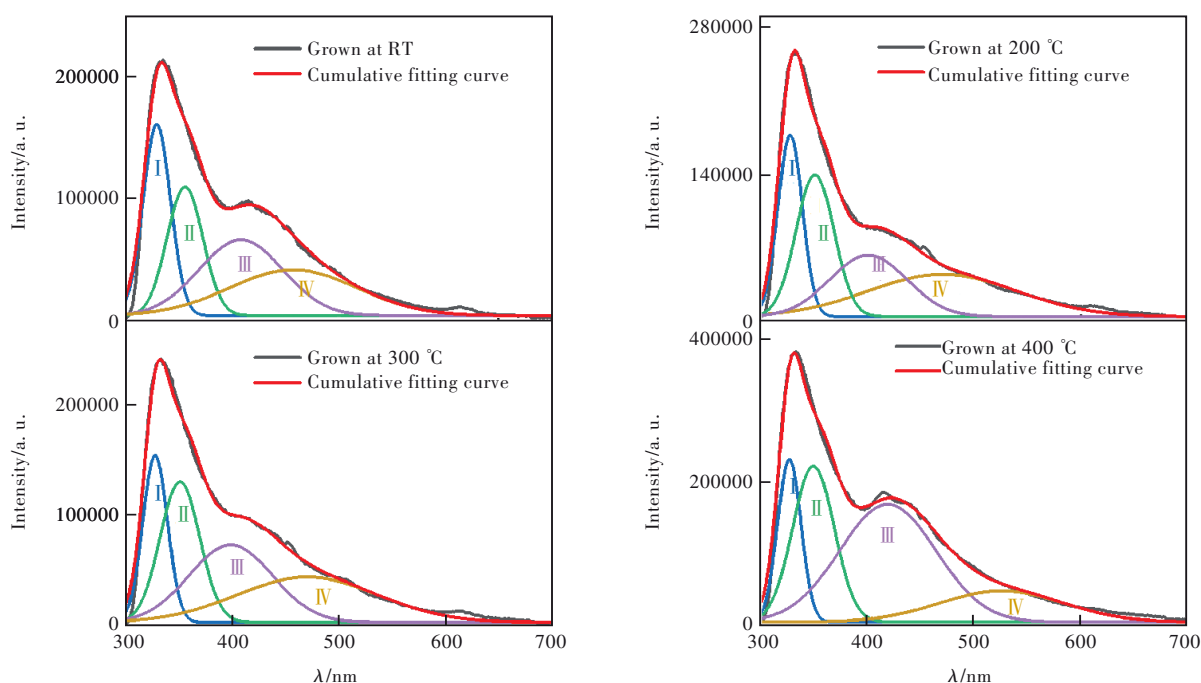 Grown at RT
Cumulative fitting curve
200000
100000
0
Intensity/a. u.
Ⅰ
Ⅱ
Ⅲ
Ⅳ
Grown at 200 ℃
Cumulative fitting curve
280000
140000
0
Intensity/a. u.
Ⅰ
Ⅱ
Ⅲ
Ⅳ
Grown at 300 ℃
Cumulative fitting curve
200000
100000
0
Intensity/a. u.
Ⅰ
Ⅱ
Ⅲ
Ⅳ
300 400 500 600 700
λ/nm
Grown at 400 ℃
Cumulative fitting curve
400000
200000
0
Intensity/a. u.
Ⅰ
Ⅱ
Ⅲ
Ⅳ
300 400 500 600 700
λ/nm